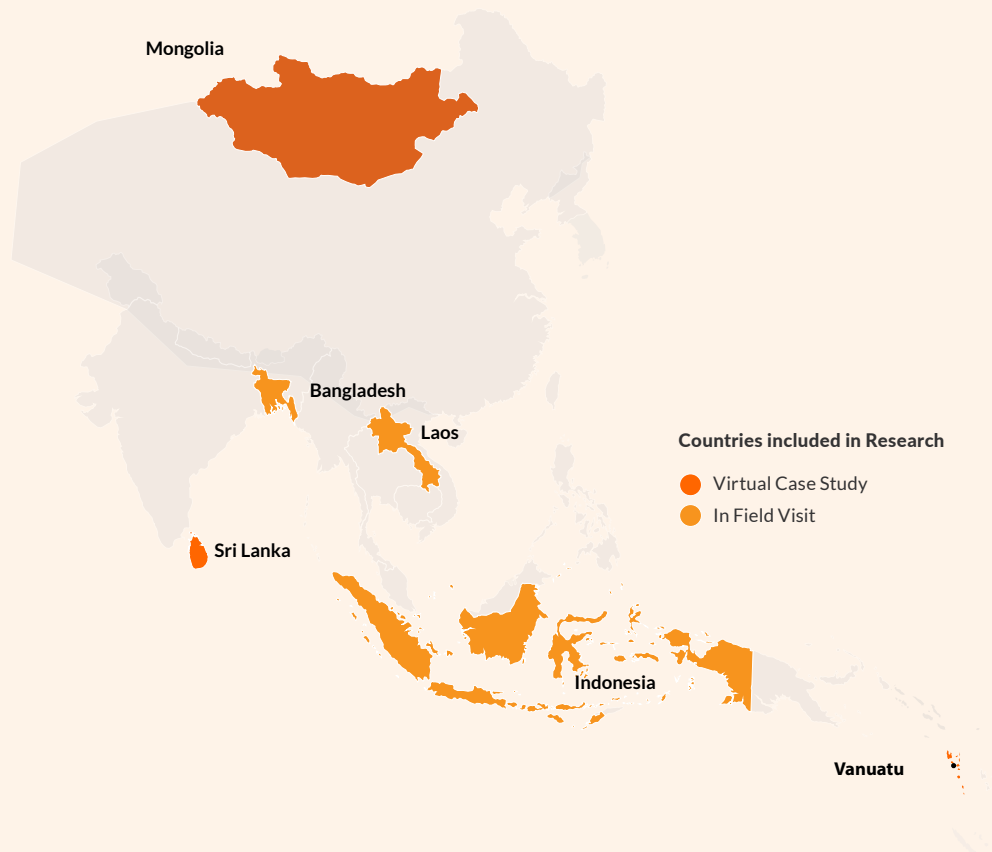 Mongolia
Bangladesh
Laos
Countries included in Research
Virtual Case Study
In Field Visit
Sri Lanka
Indonesia
Vanuatu